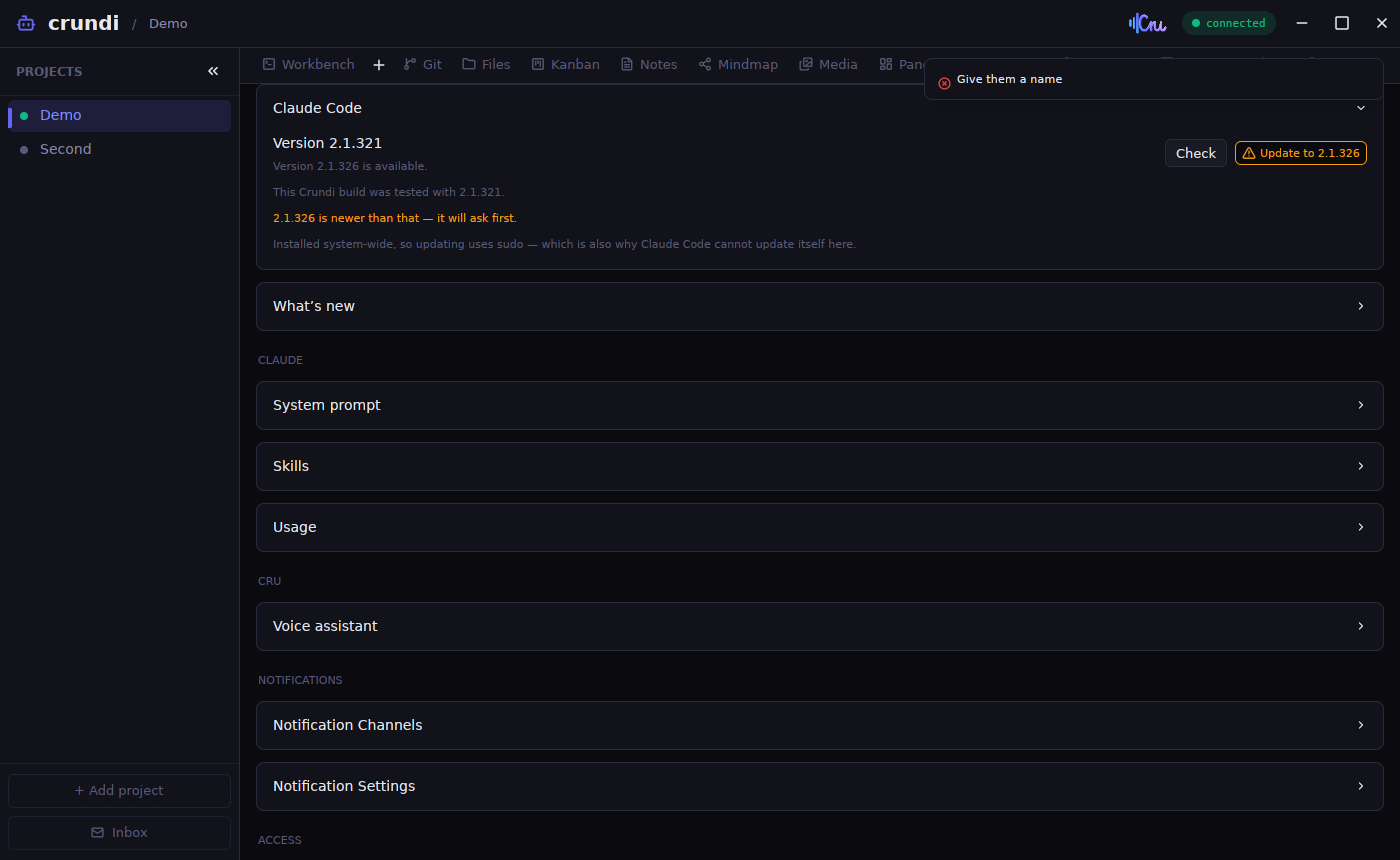 crundi / Demo
Cru
connected
PROJECTS
Workbench
Git
Files
Kanban
Notes
Mindmap
Media
Give them a name
Demo
Second
Claude Code
Version 2.1.321
Version 2.1.326 is available.
Check
Update to 2.1.326
This Crundi build was tested with 2.1.321.
2.1.326 is newer than that — it will ask first.
Installed system-wide, so updating uses sudo — which is also why Claude Code cannot update itself here.
What’s new
CLAUDE
System prompt
Skills
Usage
CRU
Voice assistant
NOTIFICATIONS
Notification Channels
Notification Settings
ACCESS
+ Add project
Inbox